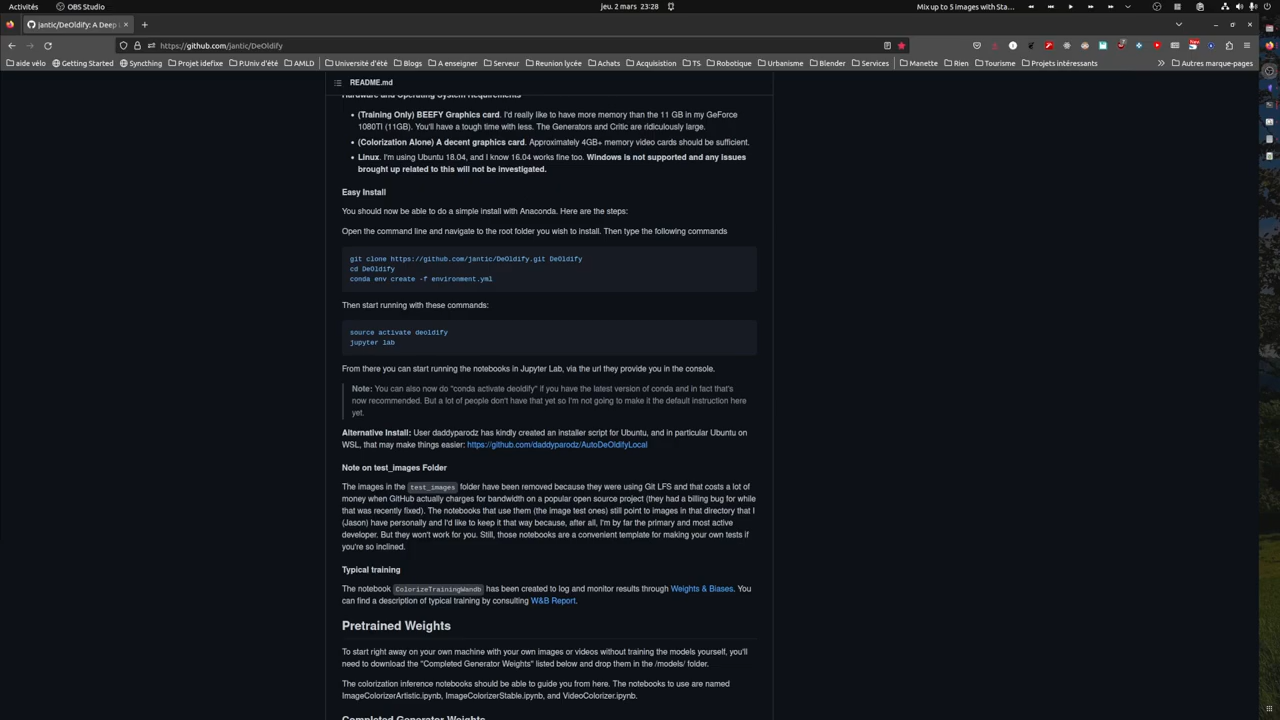 Activités
OBS Studio
jeu. 2 mars 23:28
Mix up to 5 images with Sta…
jantic/DeOldify: A Deep
https://github.com/jantic/DeOldify
aide vélo
Getting Started
Syncthing
Projet idefixe
P.Univ d'été
AMLD
Université d'été
Blogs
A enseigner
Serveur
Reunion lycéé
Achats
Acquisition
TS
Robotique
Urbanisme
Blender
Services
Manette
Rien
Tourisme
Projets intéressants
Autres marque-pages
README.md
Hardware and Operating System Requirements
• (Training Only) BEEFY Graphics card. I'd really like to have more memory than the 11 GB in my GeForce
1080TI (11GB). You'll have a tough time with less. The Generators and Critic are ridiculously large.
• (Colorization Alone) A decent graphics card. Approximately 4GB+ memory video cards should be sufficient.
• Linux. I'm using Ubuntu 18.04, and I know 16.04 works fine too. Windows is not supported and any issues
brought up related to this will not be investigated.
Easy Install
You should now be able to do a simple install with Anaconda. Here are the steps:
Open the command line and navigate to the root folder you wish to install. Then type the following commands
git clone https://github.com/jantic/DeOldify.git DeOldify
cd DeOldify
conda env create -f environment.yml
Then start running with these commands:
source activate deoldify
jupyter lab
From there you can start running the notebooks in Jupyter Lab, via the url they provide you in the console.
Note: You can also now do "conda activate deoldify" if you have the latest version of conda and in fact that's
now recommended. But a lot of people don't have that yet so I'm not going to make it the default instruction here
yet.
Alternative Install: User daddyparodz has kindly created an installer script for Ubuntu, and in particular Ubuntu on
WSL, that may make things easier: https://github.com/daddyparodz/AutoDeOldifyLocal
Note on test_images Folder
The images in the test_images folder have been removed because they were using Git LFS and that costs a lot of
money when GitHub actually charges for bandwidth on a popular open source project (they had a billing bug for while
that was recently fixed). The notebooks that use them (the image test ones) still point to images in that directory that I
(Jason) have personally and I'd like to keep it that way because, after all, I'm by far the primary and most active
developer. But they won't work for you. Still, those notebooks are a convenient template for making your own tests if
you're so inclined.
Typical training
The notebook ColorizeTrainingWandb has been created to log and monitor results through Weights & Biases. You
can find a description of typical training by consulting W&B Report.
Pretrained Weights
To start right away on your own machine with your own images or videos without training the models yourself, you'll
need to download the "Completed Generator Weights" listed below and drop them in the /models/ folder.
The colorization inference notebooks should be able to guide you from here. The notebooks to use are named
ImageColorizerArtistic.ipynb, ImageColorizerStable.ipynb, and VideoColorizer.ipynb.
Completed Generator Weights